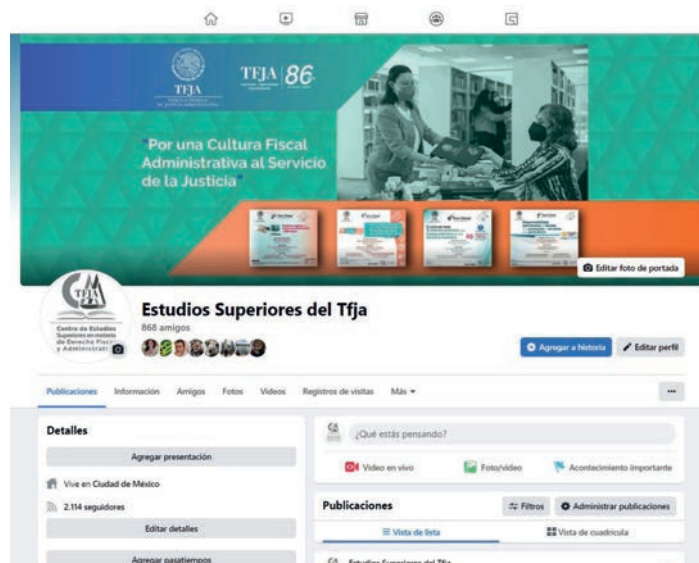 TFJA
TFJA 86
"Por una Cultura Fiscal
Administrativa al Servicio
de la Justicia"
Editar foto de portada
TFJA
Centro de Estudios
Superiores en materia
de Derecho Fiscal
y Administrati
Estudios Superiores del Tfja
868 amigos
Agregar a historia
Editar perfil
Publicaciones Información Amigos Fotos Videos Registros de visitas Más
Detalles
Agregar presentación
Vive en Ciudad de México
2.114 seguidores
Editar detalles
Agregar pasatiempos
¿Qué estás pensando?
Video en vivo Foto/video Acontecimiento importante
Publicaciones
Filtros Administrar publicaciones
Vista de lista Vista de cuadrícula
Estudios Superiores del Tfja